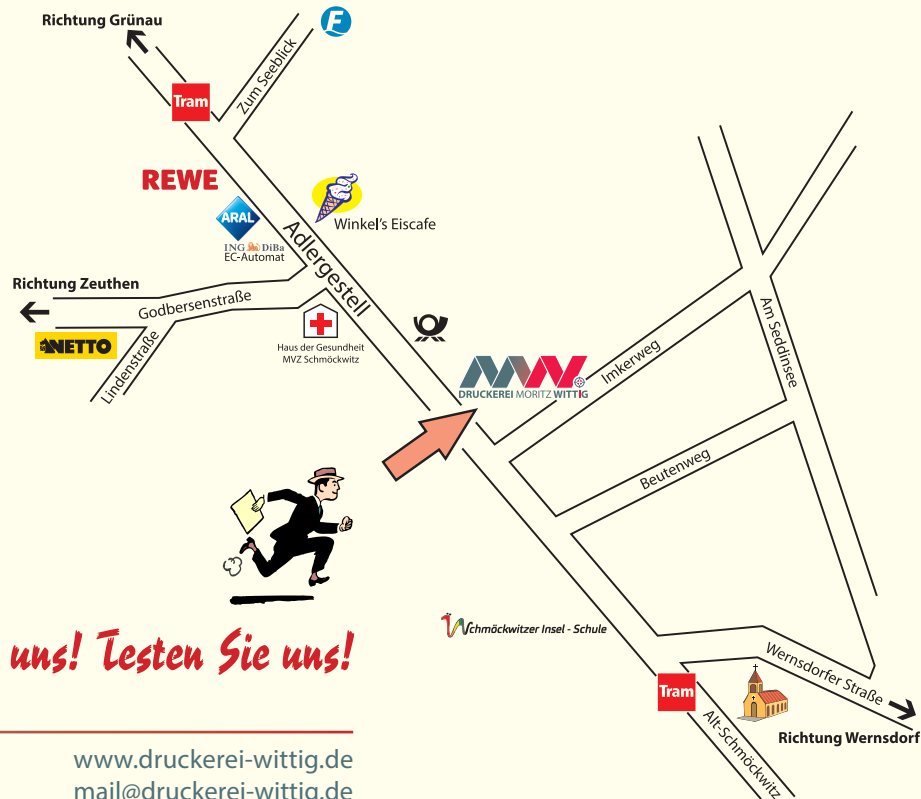 Richtung Grünau
F
Zum Seeblick
Tram
REWE
ARAL
Winkel's Eiscafe
ING DiBa
EC-Automat
Adlergestell
Richtung Zeuthen
Godbersenstraße
NETTO
Lindenstraße
Haus der Gesundheit
MVZ Schmöckwitz
DRUCKEREI MORITZ WITTIG
Imkerweg
Am Seddinsee
Beutenweg
Schmöckwitzer Insel - Schule
uns! Testen Sie uns!
Wernsdorfer Straße
Tram
Alt-Schmöckwitz
Richtung Wernsdorf
www.druckerei-wittig.de
mail@druckerei-wittig.de